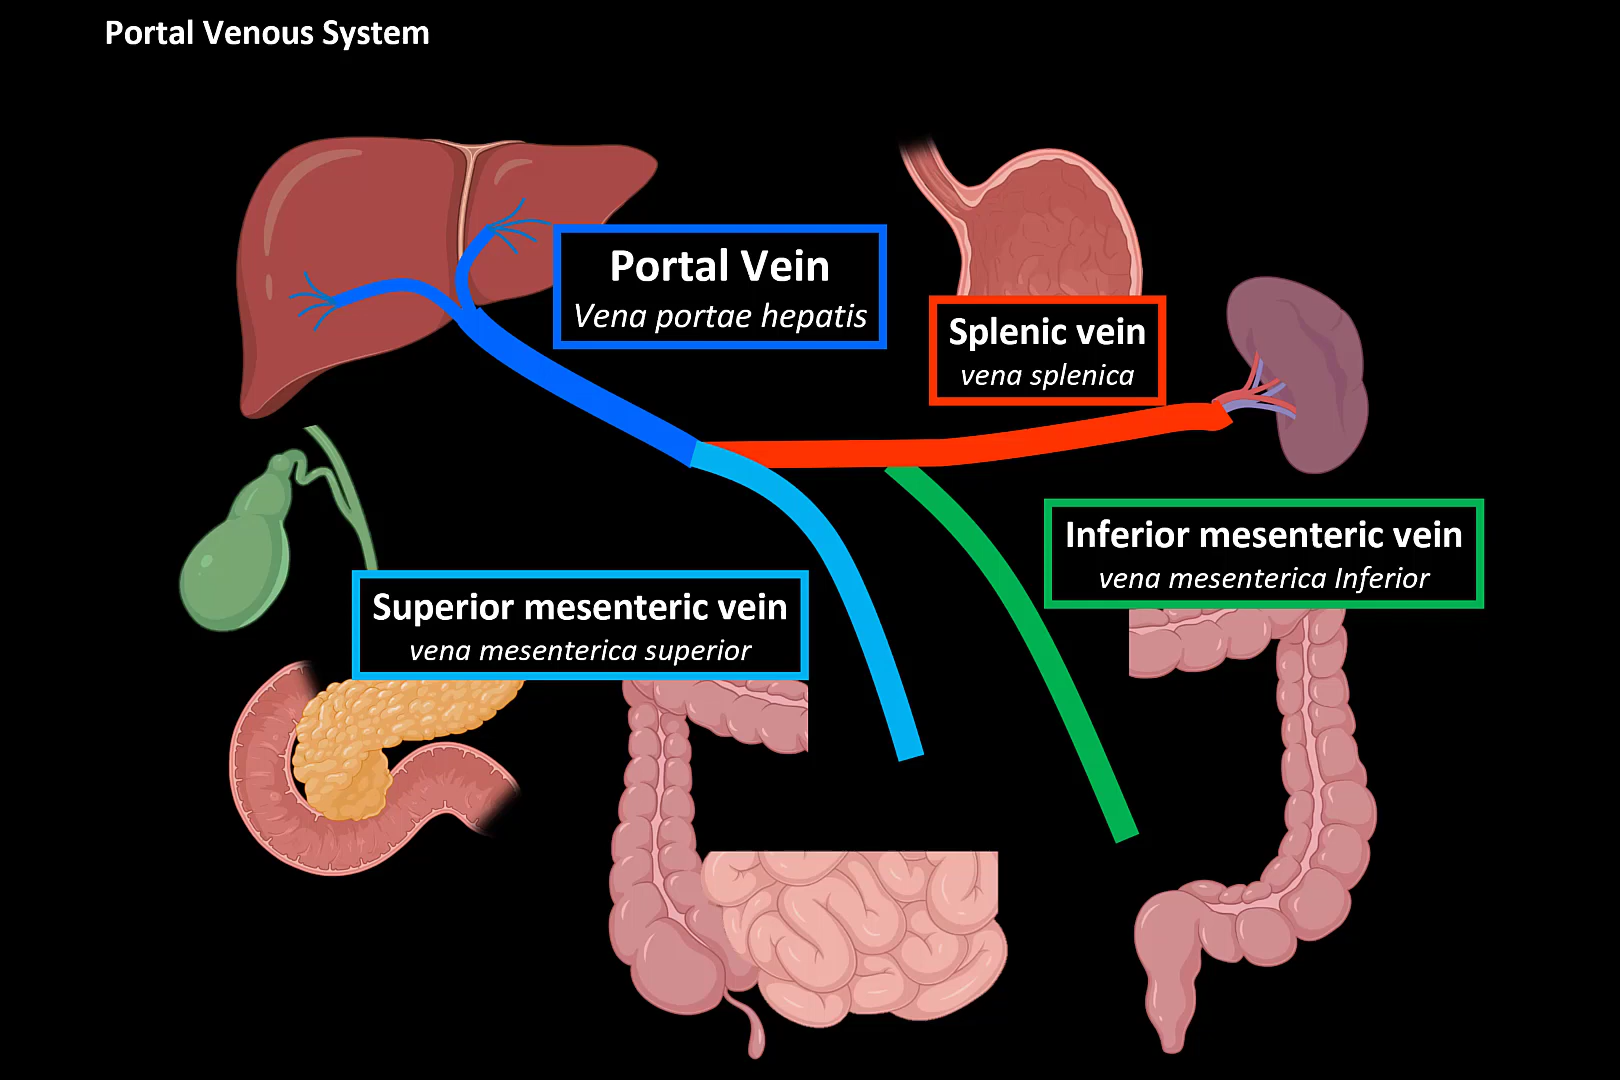 Portal Venous System
Portal Vein
Vena portae hepatis
Splenic vein
vena splenica
Inferior mesenteric vein
vena mesenterica Inferior
Superior mesenteric vein
vena mesenterica superior